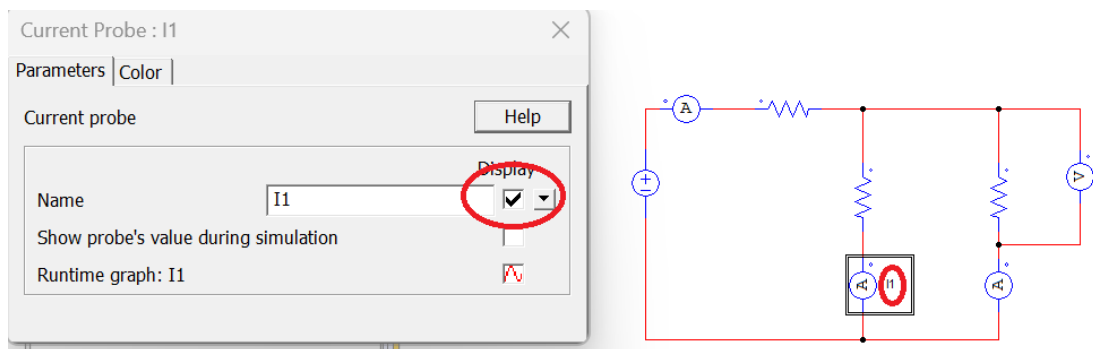 Current Probe : I1
Parameters Color
Current probe Help
Display
Name I1
Show probe's value during simulation
Runtime graph: I1
A
V
A I1 A